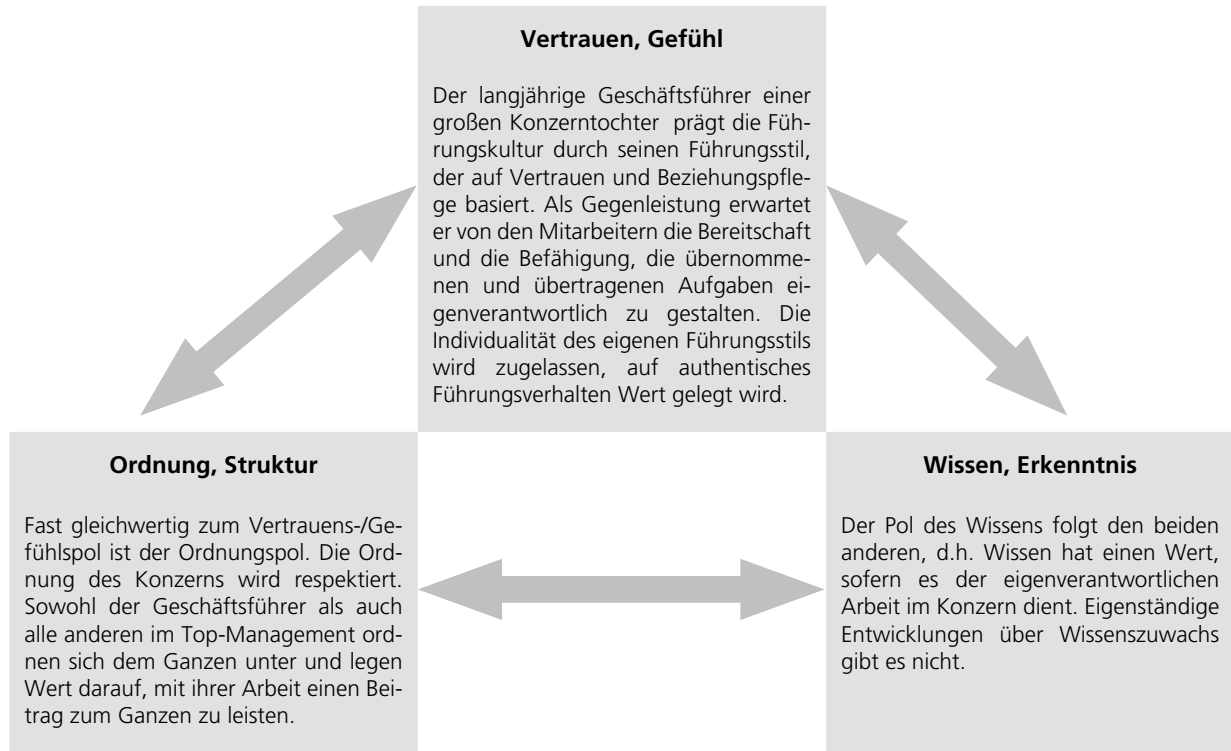 Vertrauen, Gefühl
Der langjährige Geschäftsführer einer
großen Konzerntochter prägt die Füh-
rungskultur durch seinen Führungsstil,
der auf Vertrauen und Beziehungspfle-
ge basiert. Als Gegenleistung erwartet
er von den Mitarbeitern die Bereitschaft
und die Befähigung, die übernomme-
nen und übertragenen Aufgaben ei-
genverantwortlich zu gestalten. Die
Individualität des eigenen Führungsstils
wird zugelassen, auf authentisches
Führungsverhalten Wert gelegt wird.
Ordnung, Struktur
Fast gleichwertig zum Vertrauens-/Ge-
fühlspol ist der Ordnungspol. Die Ord-
nung des Konzerns wird respektiert.
Sowohl der Geschäftsführer als auch
alle anderen im Top-Management ord-
nen sich dem Ganzen unter und legen
Wert darauf, mit ihrer Arbeit einen Bei-
trag zum Ganzen zu leisten.
Wissen, Erkenntnis
Der Pol des Wissens folgt den beiden
anderen, d.h. Wissen hat einen Wert,
sofern es der eigenverantwortlichen
Arbeit im Konzern dient. Eigenständige
Entwicklungen über Wissenszuwachs
gibt es nicht.